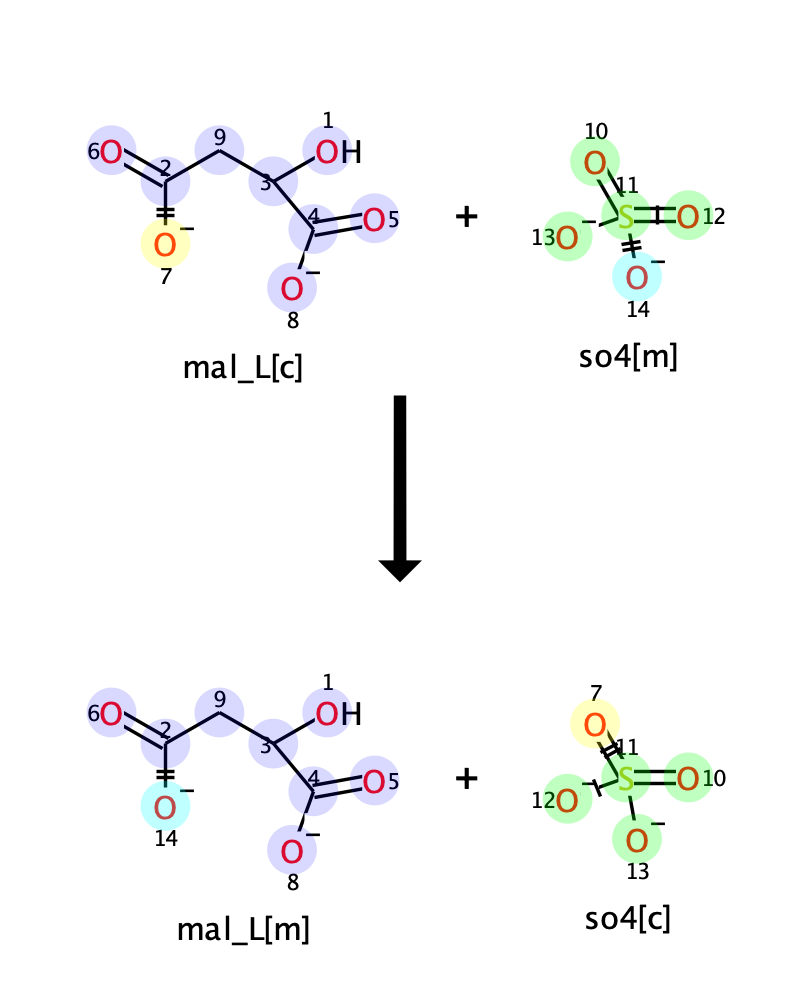 1
10
6O
2
9
3
OH
O
4
O5
+
11
S
O12
13O⁻
O⁻
7
O⁻
8
O⁻
14
mal_L[c]
so4[m]
1
7
6O
2
9
3
OH
O
4
O5
+
11
S
O10
12O⁻
O⁻
14
O⁻
8
O⁻
13
mal_L[m]
so4[c]